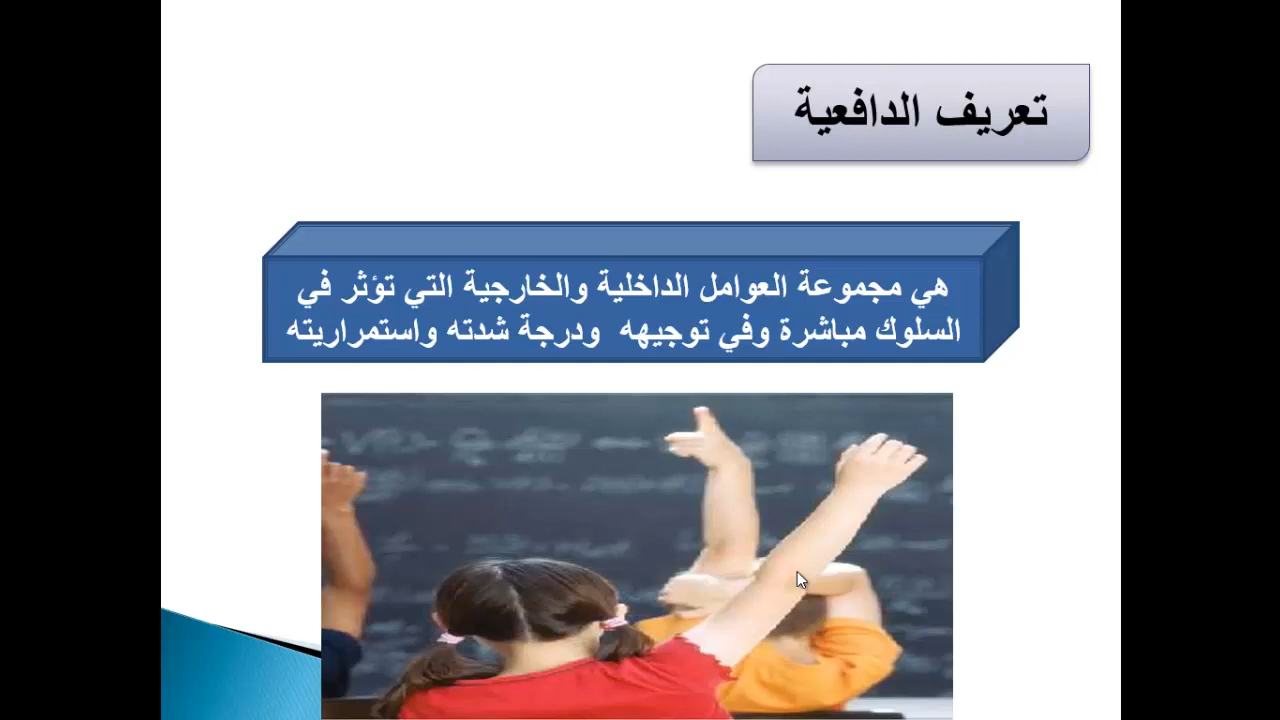 تعريف الدافعية
هي مجموعة العوامل الداخلية والخارجية التي تؤثر في
السلوك مباشرة وفي توجيهه ودرجة شدته واستمراريته